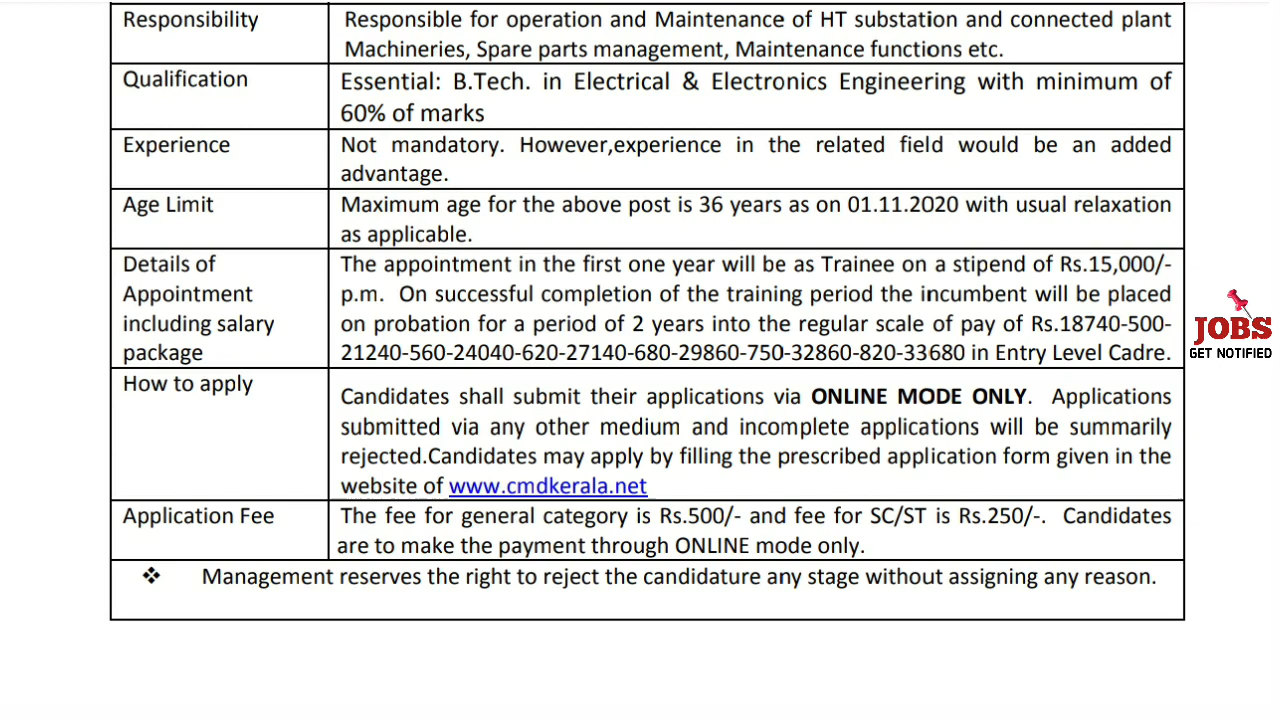 Responsibility
Responsible for operation and Maintenance of HT substation and connected plant
Machineries, Spare parts management, Maintenance functions etc.
Qualification
Essential: B.Tech. in Electrical & Electronics Engineering with minimum of
60% of marks
Experience
Not mandatory. However,experience in the related field would be an added
advantage.
Age Limit
Maximum age for the above post is 36 years as on 01.11.2020 with usual relaxation
as applicable.
Details of
Appointment
including salary
package
The appointment in the first one year will be as Trainee on a stipend of Rs.15,000/-
p.m. On successful completion of the training period the incumbent will be placed
on probation for a period of 2 years into the regular scale of pay of Rs.18740-500-
21240-560-24040-620-27140-680-29860-750-32860-820-33680 in Entry Level Cadre.
How to apply
Candidates shall submit their applications via ONLINE MODE ONLY. Applications
submitted via any other medium and incomplete applications will be summarily
rejected.Candidates may apply by filling the prescribed application form given in the
website of www.cmdkerala.net
Application Fee
The fee for general category is Rs.500/- and fee for SC/ST is Rs.250/-. Candidates
are to make the payment through ONLINE mode only.
❖ Management reserves the right to reject the candidature any stage without assigning any reason.
JOBS
GET NOTIFIED